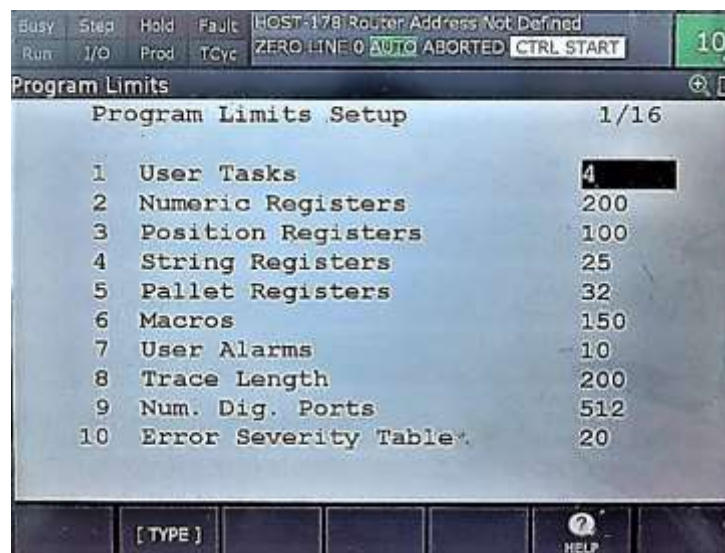 Busy Step Hold Fault HOST-178 Router Address Not Defined
Run I/O Prod TCyc ZERO LINE 0 AUTO ABORTED CTRL START 10
Program Limits
Program Limits Setup 1/16
1 User Tasks 4
2 Numeric Registers 200
3 Position Registers 100
4 String Registers 25
5 Pallet Registers 32
6 Macros 150
7 User Alarms 10
8 Trace Length 200
9 Num. Dig. Ports 512
10 Error Severity Table 20
[ TYPE ] HELP